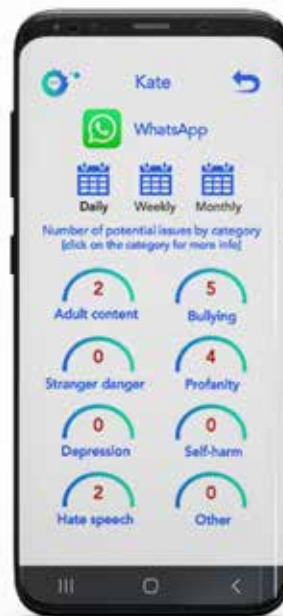 Kate
WhatsApp
Daily Weekly Monthly
Number of potential issues by category
(click on the category for more info)
2 5
Adult content Bullying
0 4
Stranger danger Profanity
0 0
Depression Self-harm
2 0
Hate speech Other